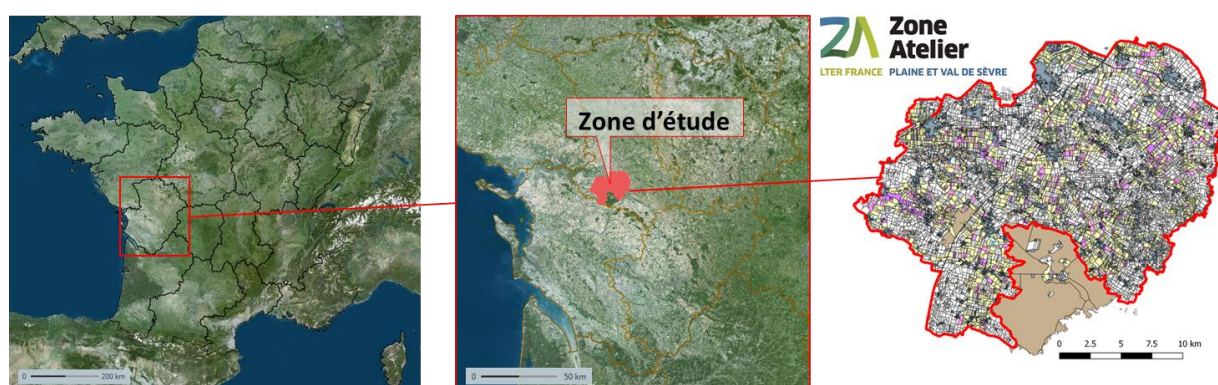 0 200 km
Zone d'étude
0 50 km
ZA Zone
Atelier
LTER FRANCE PLAINE ET VAL DE SÈVRE
0 2.5 5 7.5 10 km